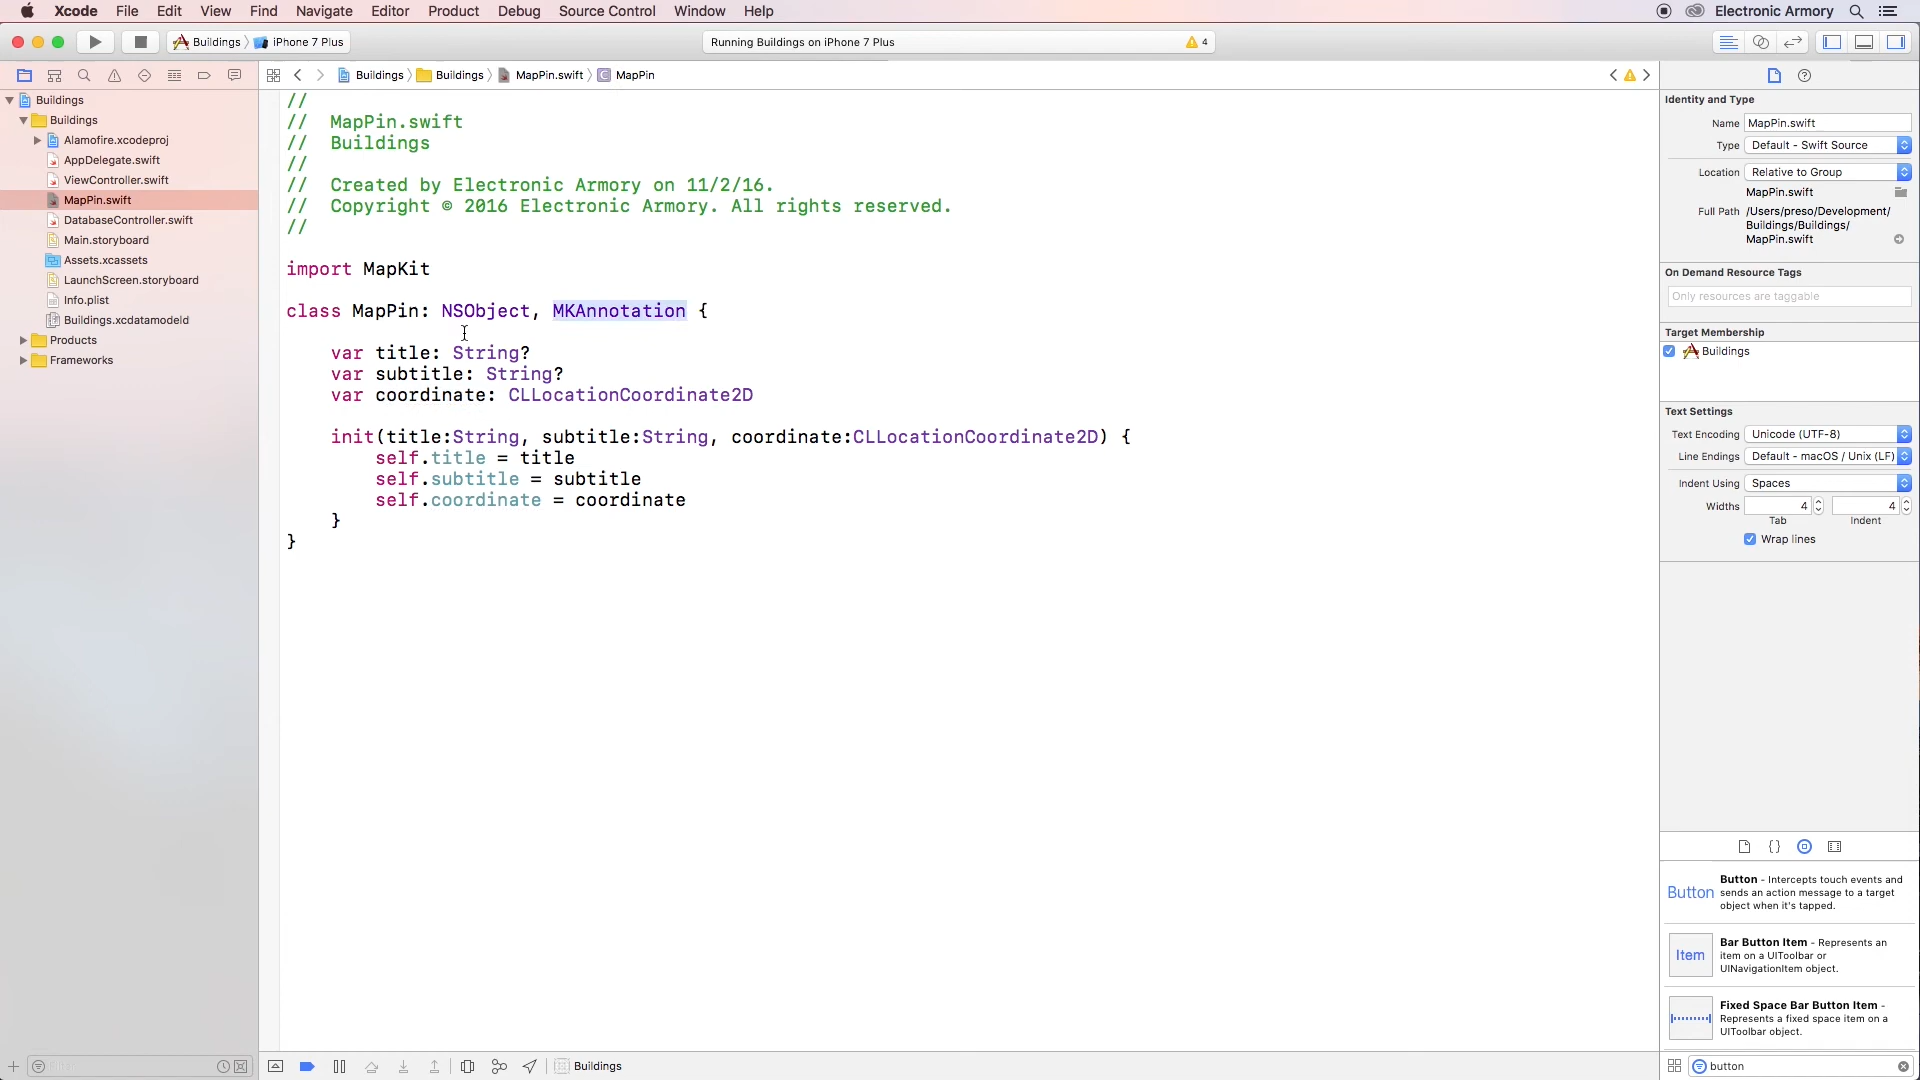 Xcode File Edit View Find Navigate Editor Product Debug Source Control Window Help Electronic Armory
Buildings iPhone 7 Plus Running Buildings on iPhone 7 Plus 4
Buildings Buildings MapPin.swift MapPin
Buildings
Buildings
Alamofire.xcodeproj
AppDelegate.swift
ViewController.swift
MapPin.swift
DatabaseController.swift
Main.storyboard
Assets.xcassets
LaunchScreen.storyboard
Info.plist
Buildings.xcdatamodeld
Products
Frameworks
//
// MapPin.swift
// Buildings
//
// Created by Electronic Armory on 11/2/16.
// Copyright © 2016 Electronic Armory. All rights reserved.
//
import MapKit
class MapPin: NSObject, MKAnnotation {
var title: String?
var subtitle: String?
var coordinate: CLLocationCoordinate2D
init(title:String, subtitle:String, coordinate:CLLocationCoordinate2D) {
self.title = title
self.subtitle = subtitle
self.coordinate = coordinate
}
}
Identity and Type
Name MapPin.swift
Type Default - Swift Source
Location Relative to Group
MapPin.swift
Full Path /Users/preso/Development/
Buildings/Buildings/
MapPin.swift
On Demand Resource Tags
Only resources are taggable
Target Membership
Buildings
Text Settings
Text Encoding Unicode (UTF-8)
Line Endings Default - macOS / Unix (LF)
Indent Using Spaces
Widths 4 4
Tab Indent
Wrap lines
Button - Intercepts touch events and
Button sends an action message to a target
object when it's tapped.
Bar Button Item - Represents an
Item item on a UIToolbar or
UINavigationItem object.
Fixed Space Bar Button Item -
Represents a fixed space item on a
UIToolbar object.
Buildings
button